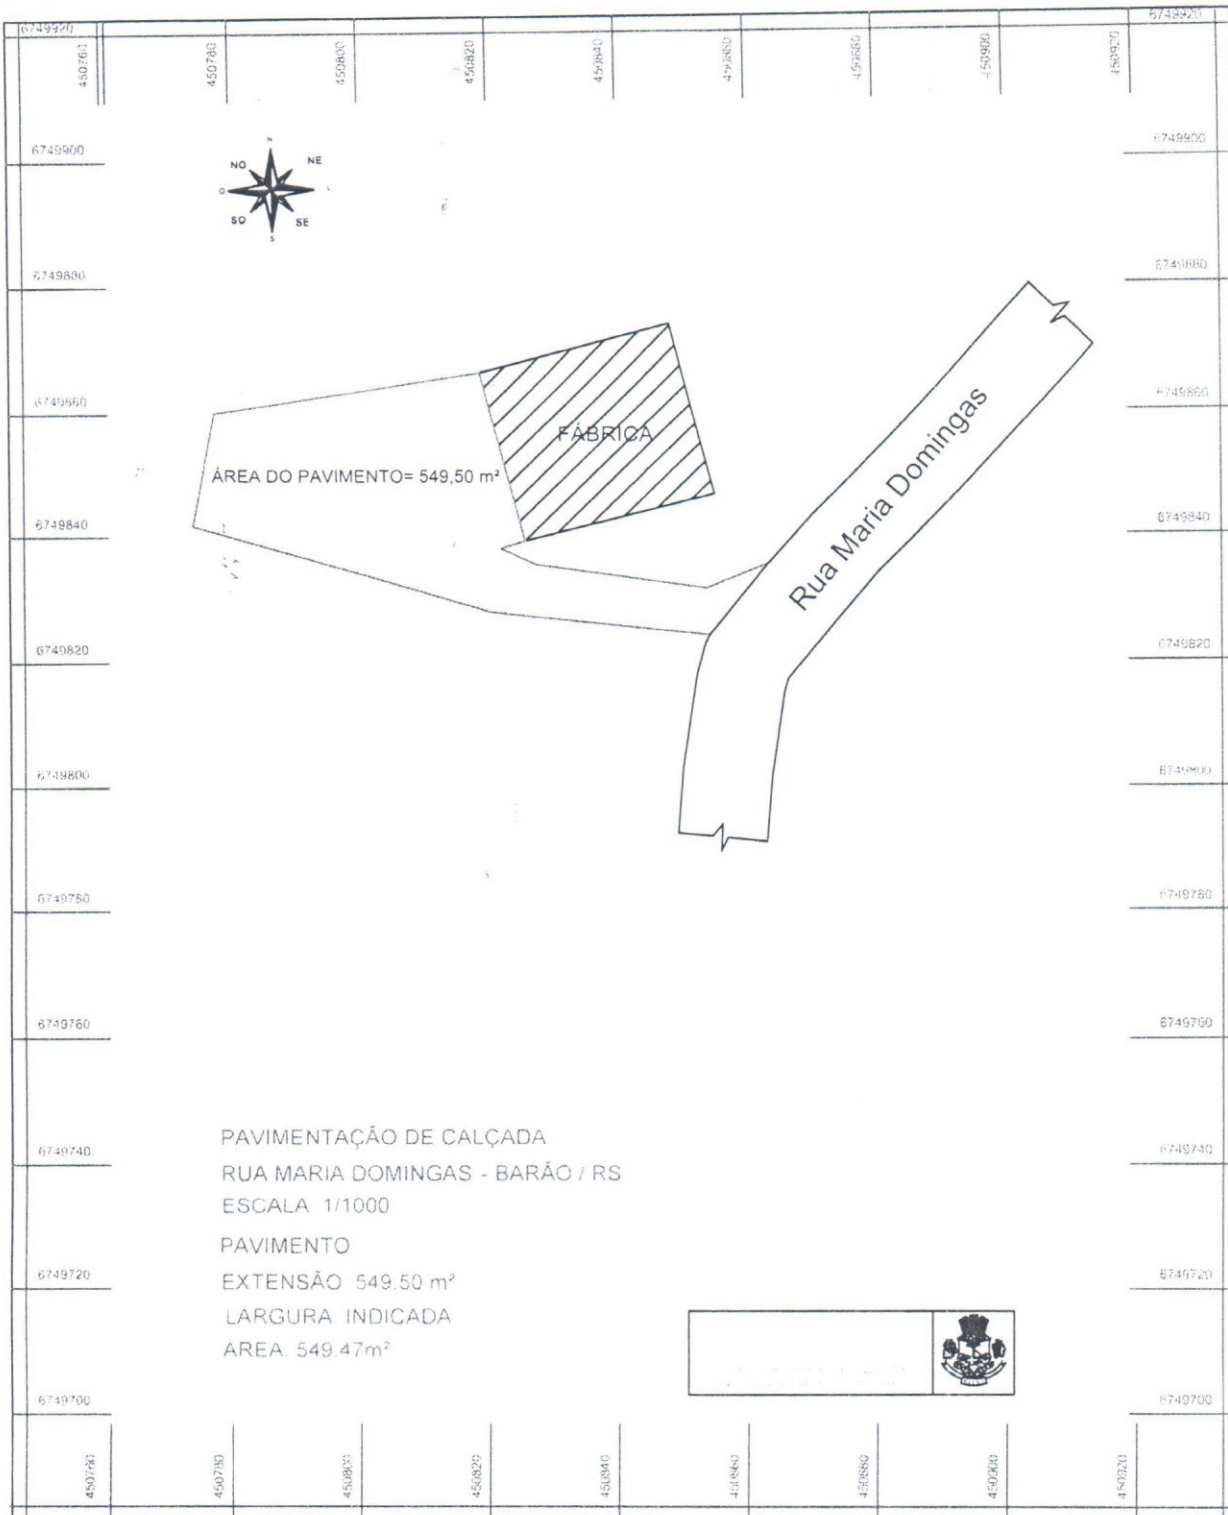 6749920
6749920
450760
450780
450800
450820
450840
450860
450880
450900
450920
6749900
6749900
N
NO
NE
O
L
SO
SE
S
6749880
6749880
6749860
6749860
FÁBRICA
ÁREA DO PAVIMENTO= 549,50 m²
Rua Maria Domingas
6749840
6749840
6749820
6749820
6749800
6749800
6749780
6749780
6749760
6749760
PAVIMENTAÇÃO DE CALÇADA
6749740
6749740
RUA MARIA DOMINGAS - BARÃO / RS
ESCALA 1/1000
PAVIMENTO
6749720
6749720
EXTENSÃO 549.50 m²
LARGURA INDICADA
AREA. 549.47m²
6749700
6749700
450760
450780
450800
450820
450840
450860
450880
450900
450920